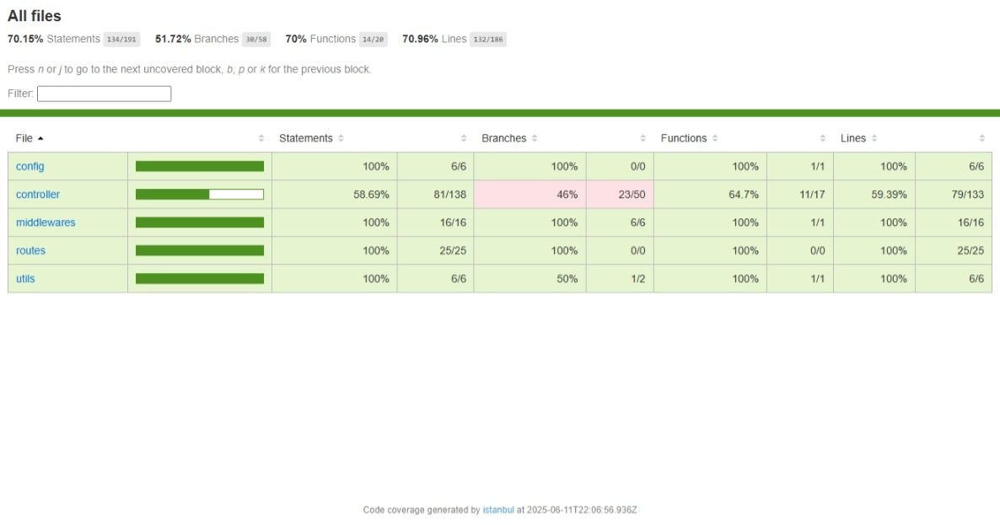 All files
70.15% Statements 134/191 51.72% Branches 30/58 70% Functions 14/20 70.96% Lines 132/186
Press n or j to go to the next uncovered block, b, p or k for the previous block.
Filter:
File Statements Branches Functions Lines
config 100% 6/6 100% 0/0 100% 1/1 100% 6/6
controller 58.69% 81/138 46% 23/50 64.7% 11/17 59.39% 79/133
middlewares 100% 16/16 100% 6/6 100% 1/1 100% 16/16
routes 100% 25/25 100% 0/0 100% 0/0 100% 25/25
utils 100% 6/6 50% 1/2 100% 1/1 100% 6/6
Code coverage generated by istanbul at 2025-06-11T22:06:56.936Z